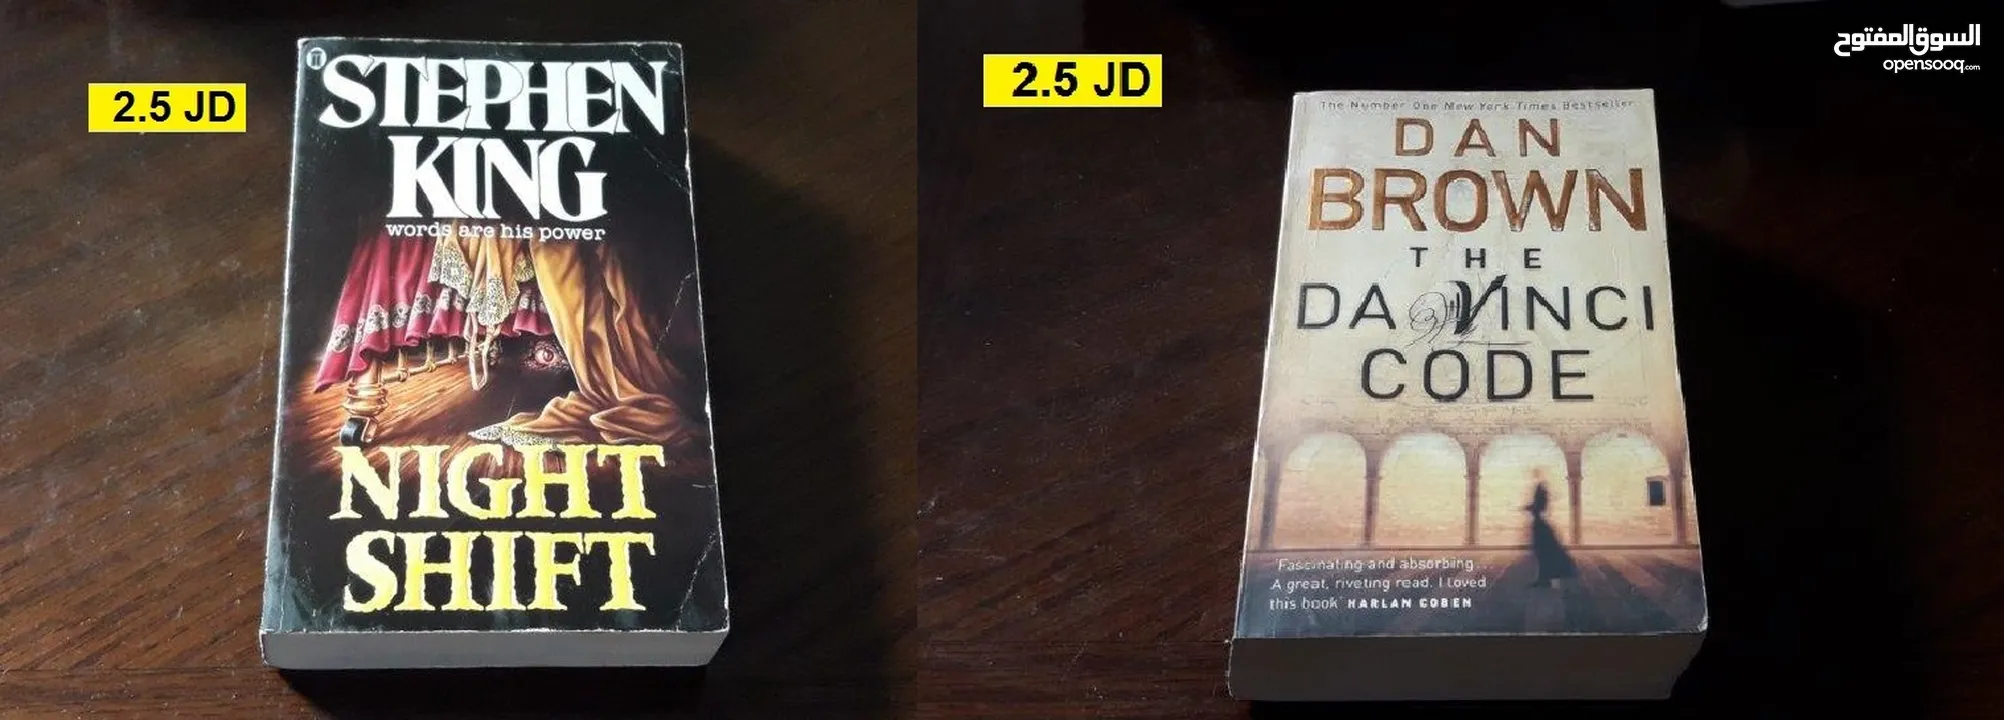 2.5 JD
STEPHEN
KING
words are his power
NIGHT
SHIFT
2.5 JD
السوق المفتوح
opensooq.com
The Number One New York Times Bestseller
DAN
BROWN
THE
DA VINCI
CODE
'Fascinating and absorbing...
A great, riveting read. I loved
this book' HARLAN COBEN